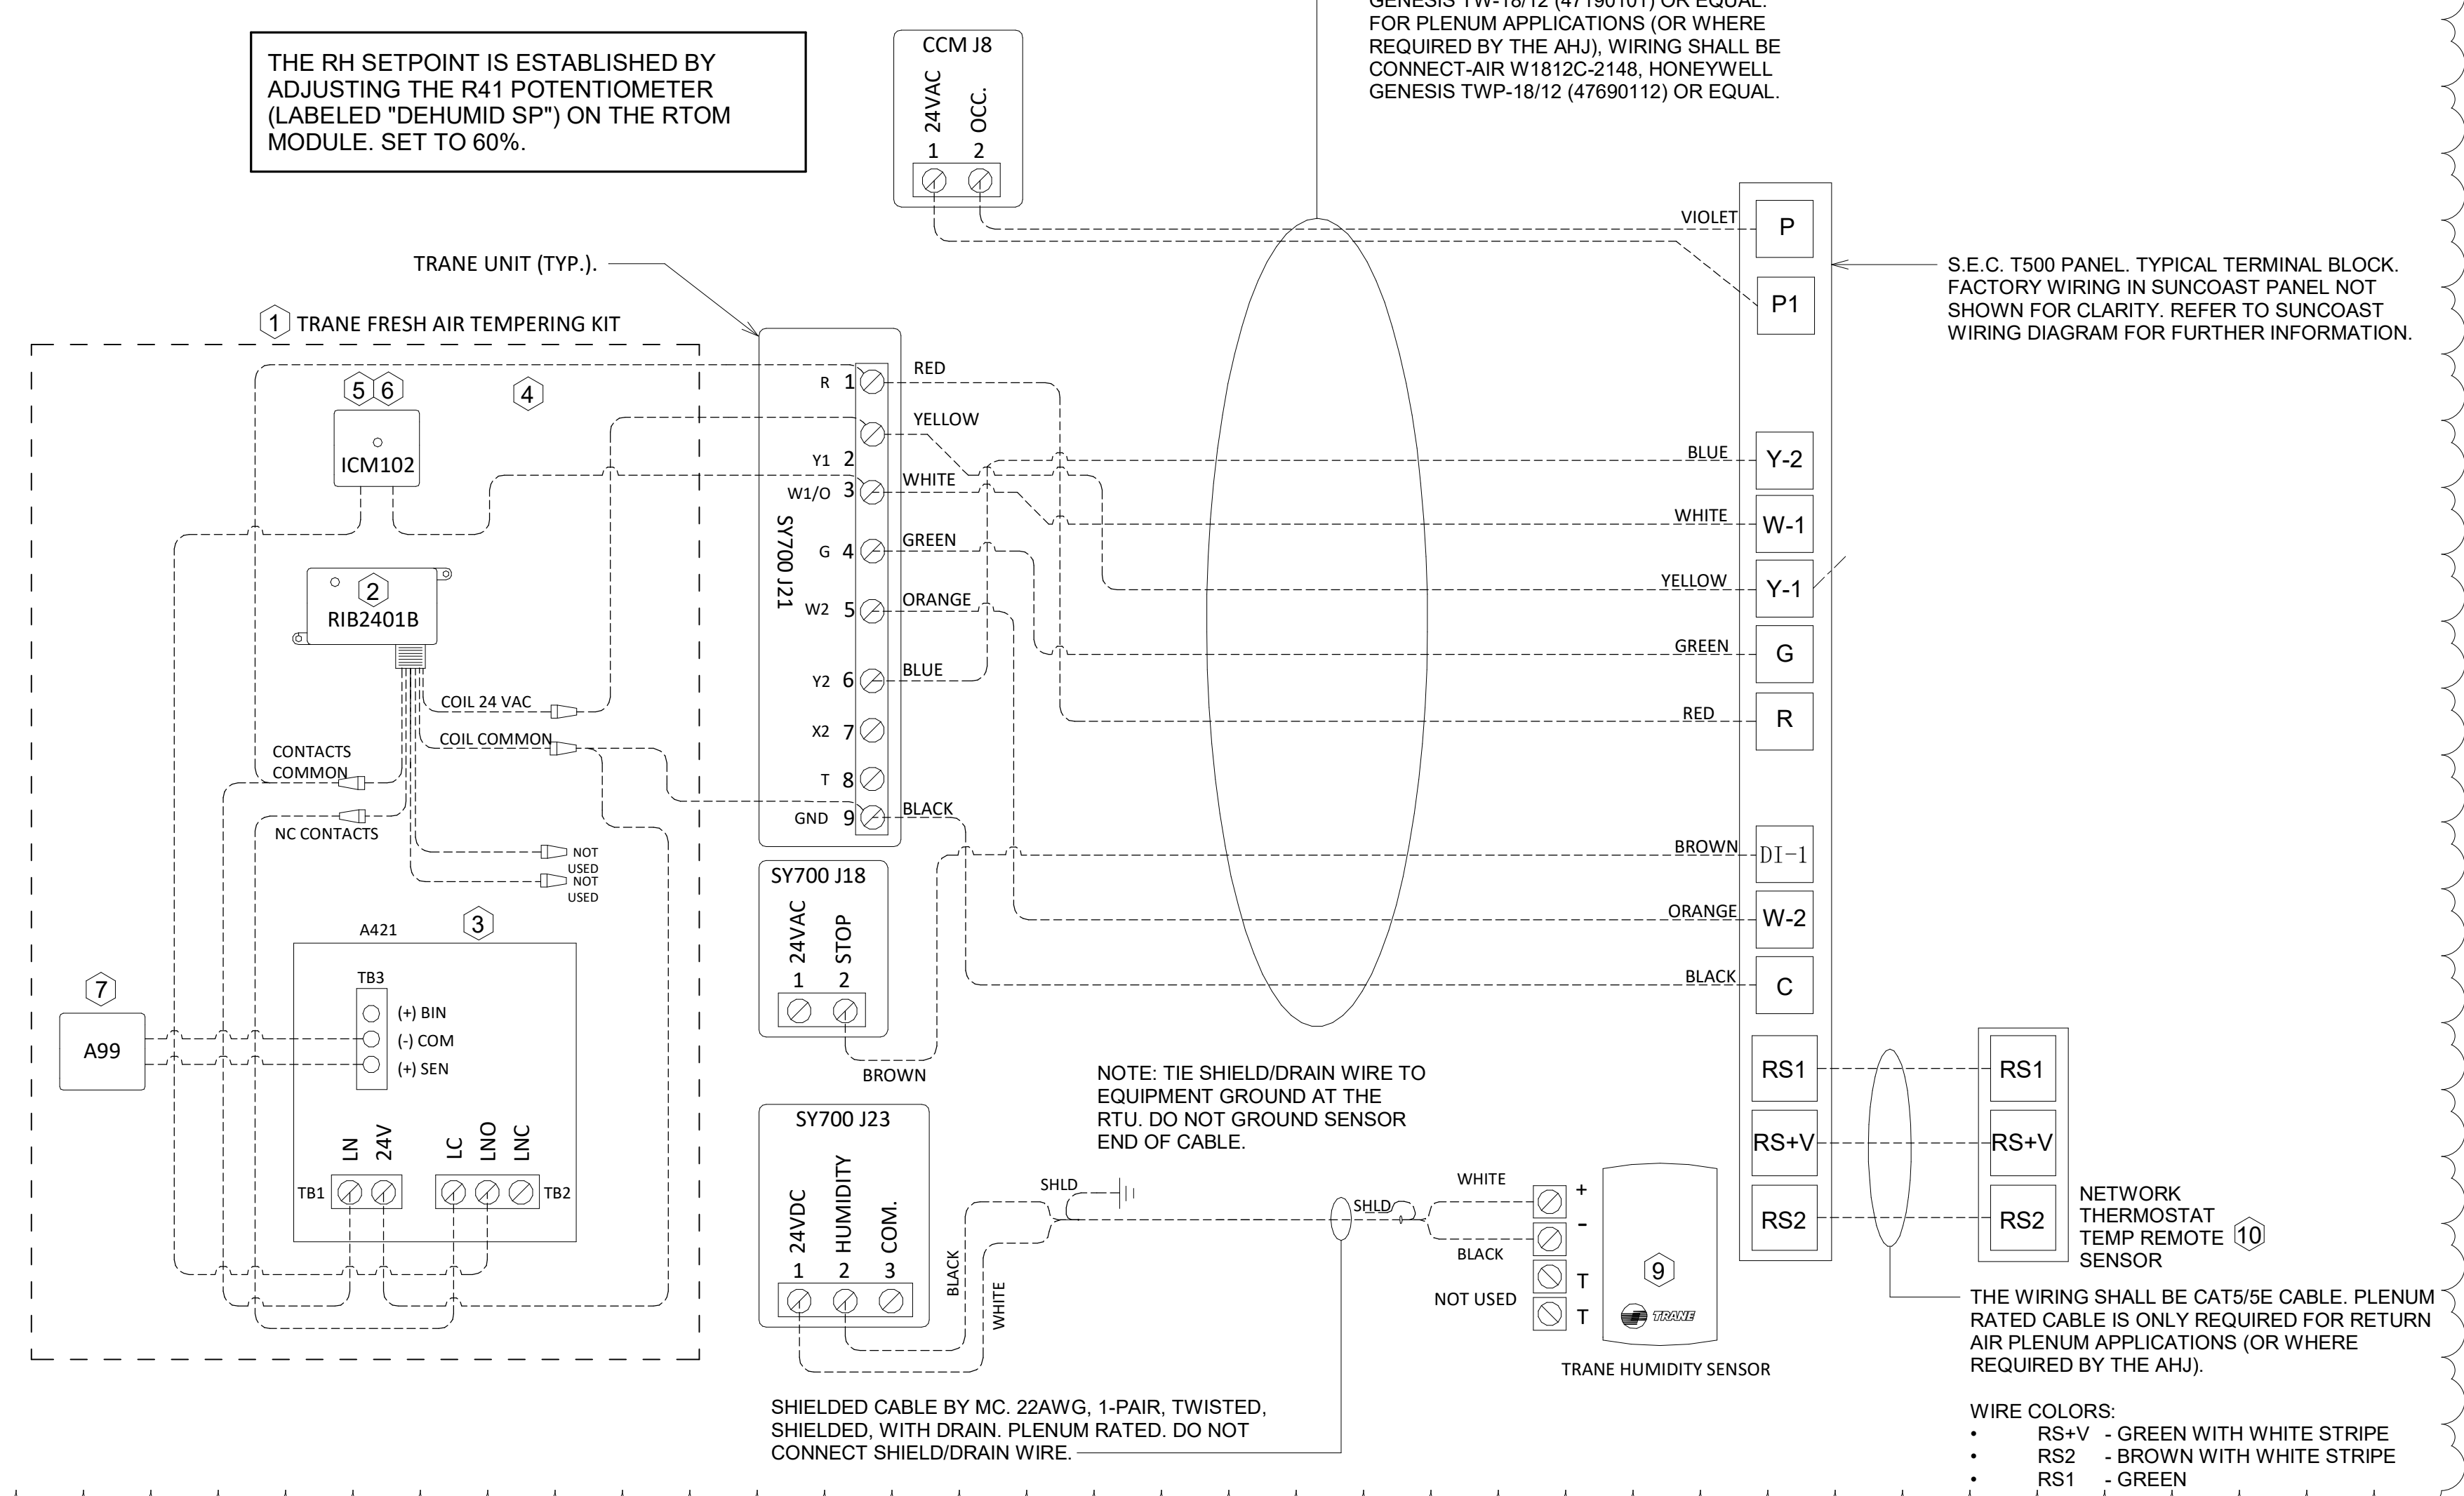 GENESIS TW-18/12 (47190101) OR EQUAL.
FOR PLENUM APPLICATIONS (OR WHERE
REQUIRED BY THE AHJ), WIRING SHALL BE
CONNECT-AIR W1812C-2148, HONEYWELL
GENESIS TWP-18/12 (47690112) OR EQUAL.
THE RH SETPOINT IS ESTABLISHED BY
ADJUSTING THE R41 POTENTIOMETER
(LABELED "DEHUMID SP") ON THE RTOM
MODULE. SET TO 60%.
CCM J8
24VAC
OCC.
1 2
TRANE UNIT (TYP.).
1 TRANE FRESH AIR TEMPERING KIT
5 6
4
ICM102
2
RIB2401B
COIL 24 VAC
COIL COMMON
CONTACTS
COMMON
NC CONTACTS
NOT
USED
NOT
USED
A421
3
7
A99
TB3
(+) BIN
(-) COM
(+) SEN
LN
24V
LC
LNO
LNC
TB1
TB2
SY700 J21
R 1
RED
YELLOW
Y1 2
W1/O 3
WHITE
G 4
GREEN
W2 5
ORANGE
Y2 6
BLUE
X2 7
T 8
GND 9
BLACK
SY700 J18
24VAC
STOP
1 2
BROWN
SY700 J23
24VDC
HUMIDITY
COM.
1 2 3
BLACK
WHITE
NOTE: TIE SHIELD/DRAIN WIRE TO
EQUIPMENT GROUND AT THE
RTU. DO NOT GROUND SENSOR
END OF CABLE.
SHLD
SHLD
WHITE
BLACK
NOT USED
+
-
T
T
9
TRANE
TRANE HUMIDITY SENSOR
SHIELDED CABLE BY MC. 22AWG, 1-PAIR, TWISTED,
SHIELDED, WITH DRAIN. PLENUM RATED. DO NOT
CONNECT SHIELD/DRAIN WIRE.
VIOLET
P
P1
BLUE
Y-2
WHITE
W-1
YELLOW
Y-1
GREEN
G
RED
R
BROWN
DI-1
ORANGE
W-2
BLACK
C
RS1
RS+V
RS2
S.E.C. T500 PANEL. TYPICAL TERMINAL BLOCK.
FACTORY WIRING IN SUNCOAST PANEL NOT
SHOWN FOR CLARITY. REFER TO SUNCOAST
WIRING DIAGRAM FOR FURTHER INFORMATION.
RS1
RS+V
RS2
NETWORK
THERMOSTAT
TEMP REMOTE 10
SENSOR
THE WIRING SHALL BE CAT5/5E CABLE. PLENUM
RATED CABLE IS ONLY REQUIRED FOR RETURN
AIR PLENUM APPLICATIONS (OR WHERE
REQUIRED BY THE AHJ).
WIRE COLORS:
• RS+V - GREEN WITH WHITE STRIPE
• RS2 - BROWN WITH WHITE STRIPE
• RS1 - GREEN